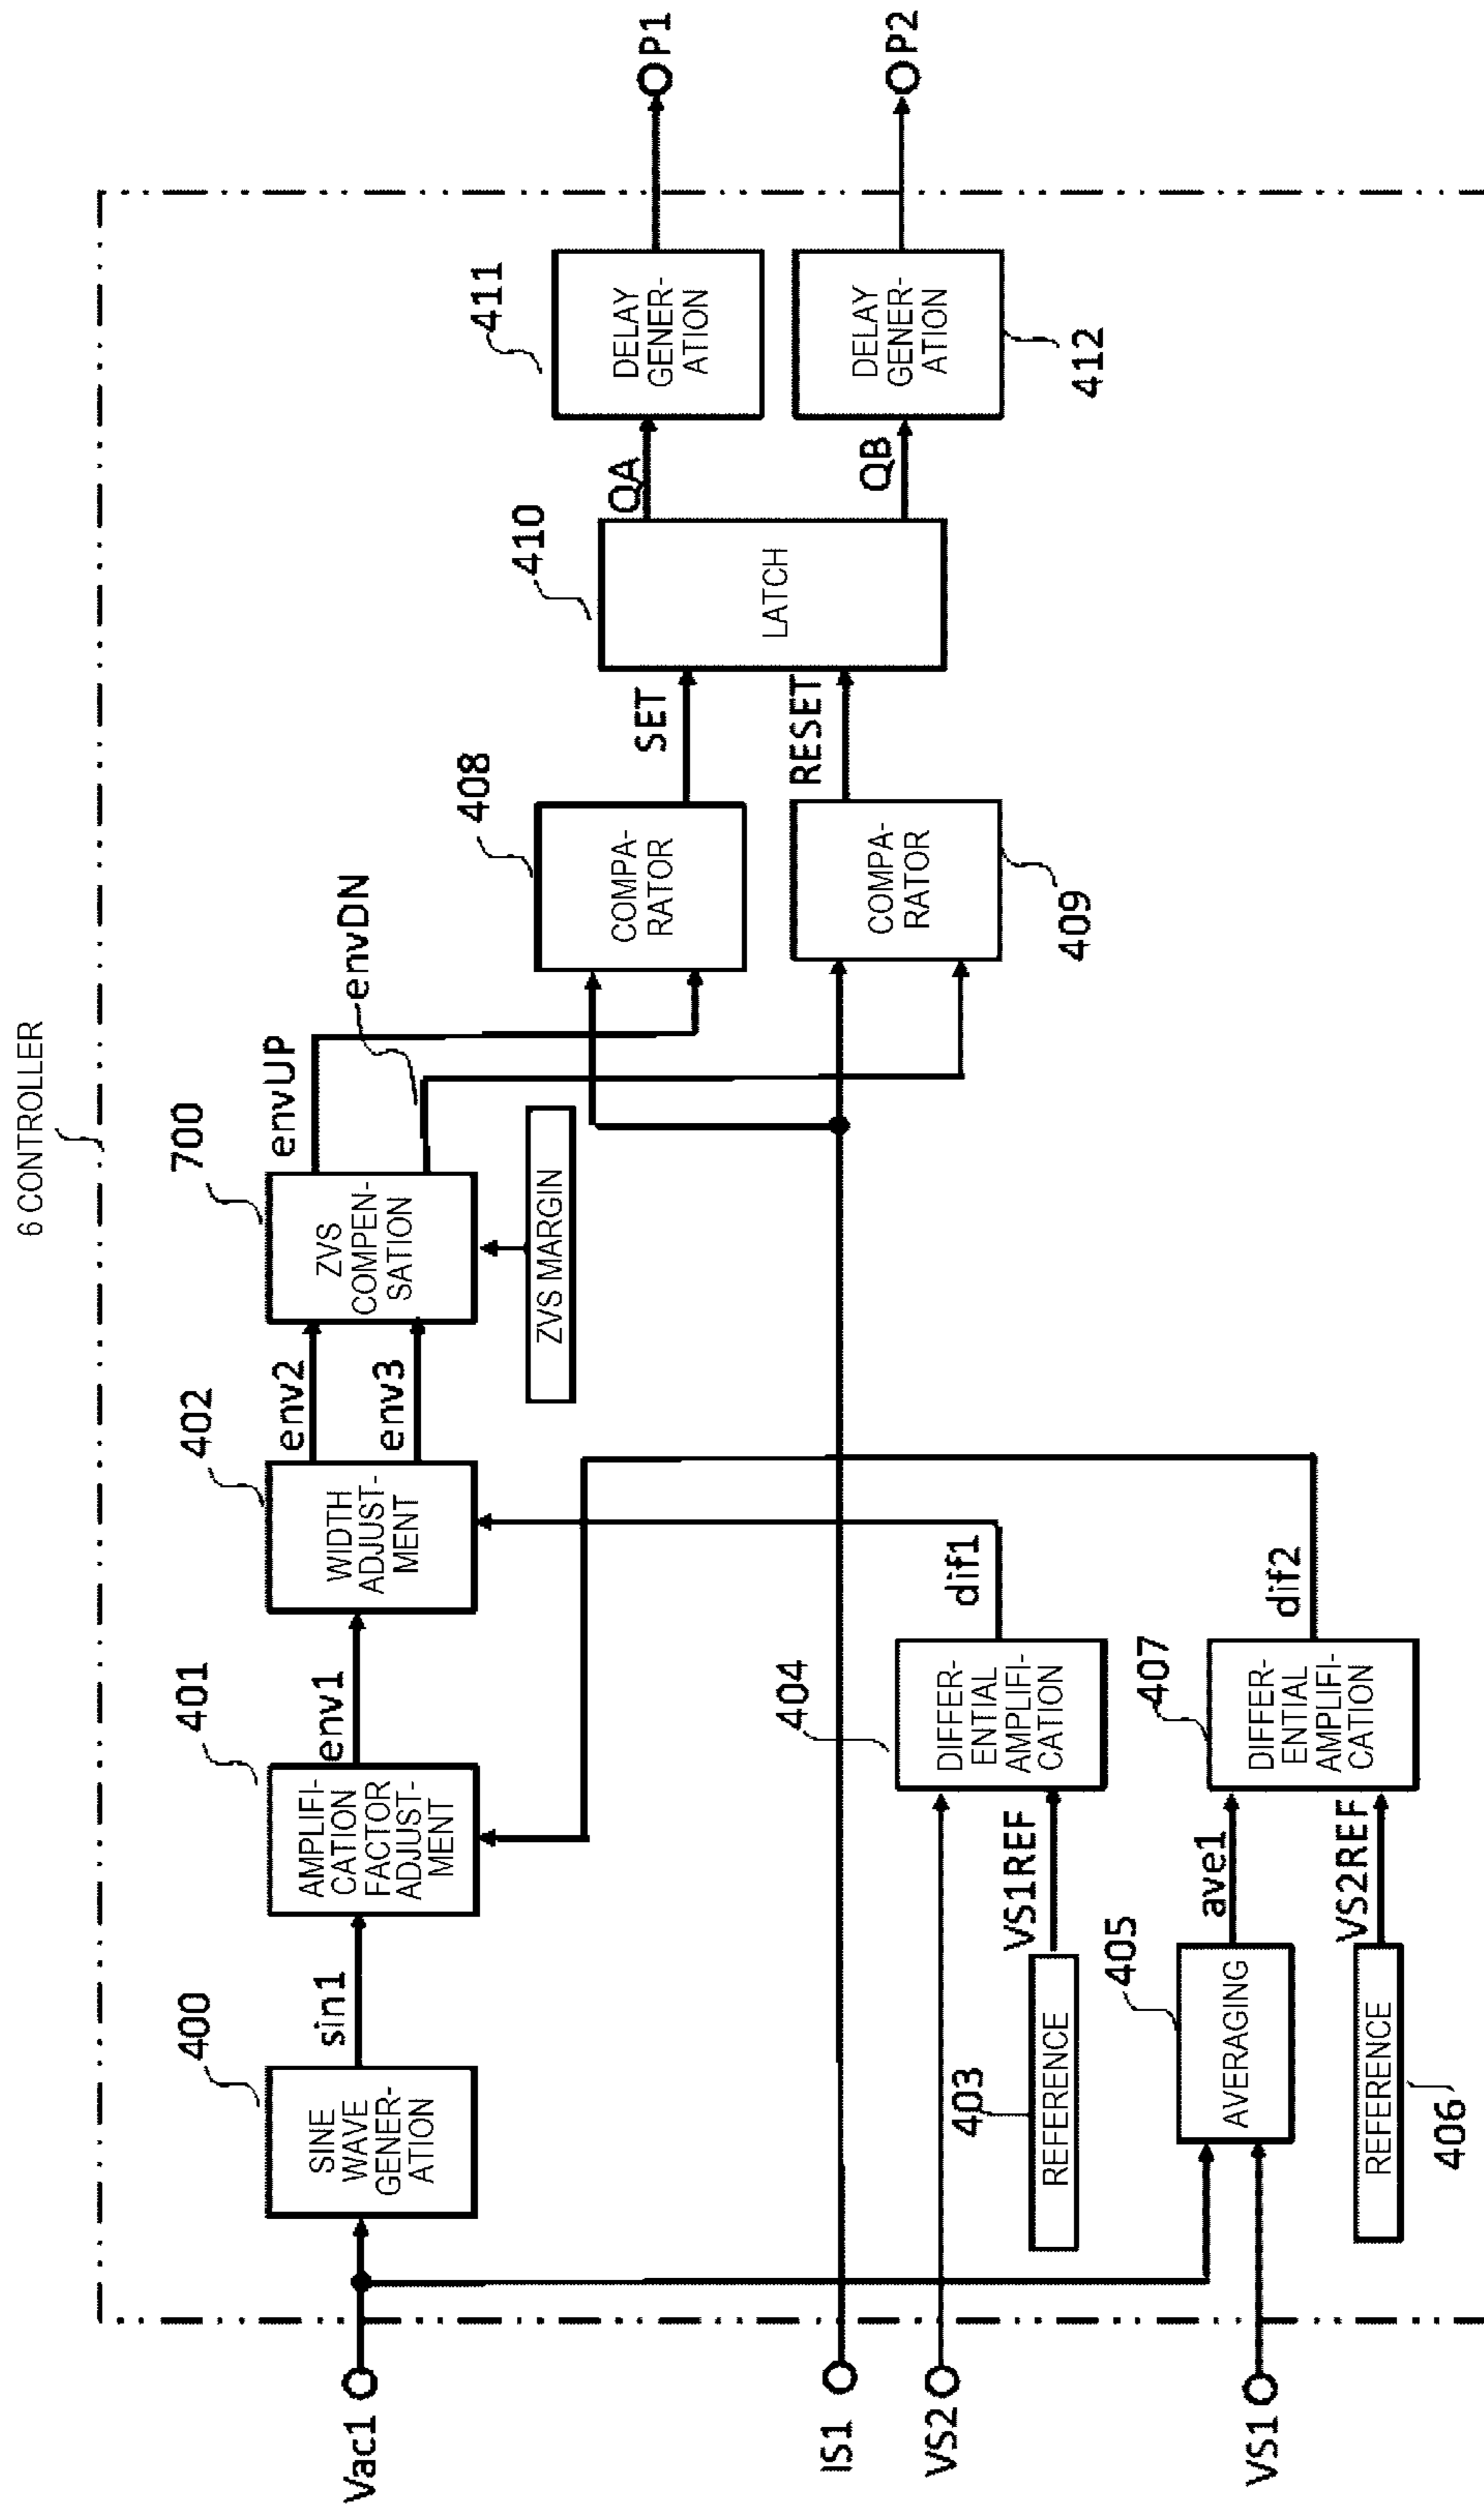 6 CONTROLLER
Vac1
400
SINE
WAVE
GENER-
ATION
sin1
401
AMPLIFI-
CATION
FACTOR
ADJUST-
MENT
env1
402
WIDTH
ADJUST-
MENT
env2
env3
700
ZVS
COMPEN-
SATION
ZVS MARGIN
envUP
envDN
408
COMPA-
RATOR
SET
410
LATCH
QA
411
DELAY
GENER-
ATION
OP1
IS1
COMPA-
RATOR
409
RESET
QB
DELAY
GENER-
ATION
412
OP2
VS2
403
REFERENCE
VS1REF
404
DIFFER-
ENTIAL
AMPLIFI-
CATION
dif1
VS1
405
AVERAGING
ave1
REFERENCE
406
VS2REF
407
DIFFER-
ENTIAL
AMPLIFI-
CATION
dif2